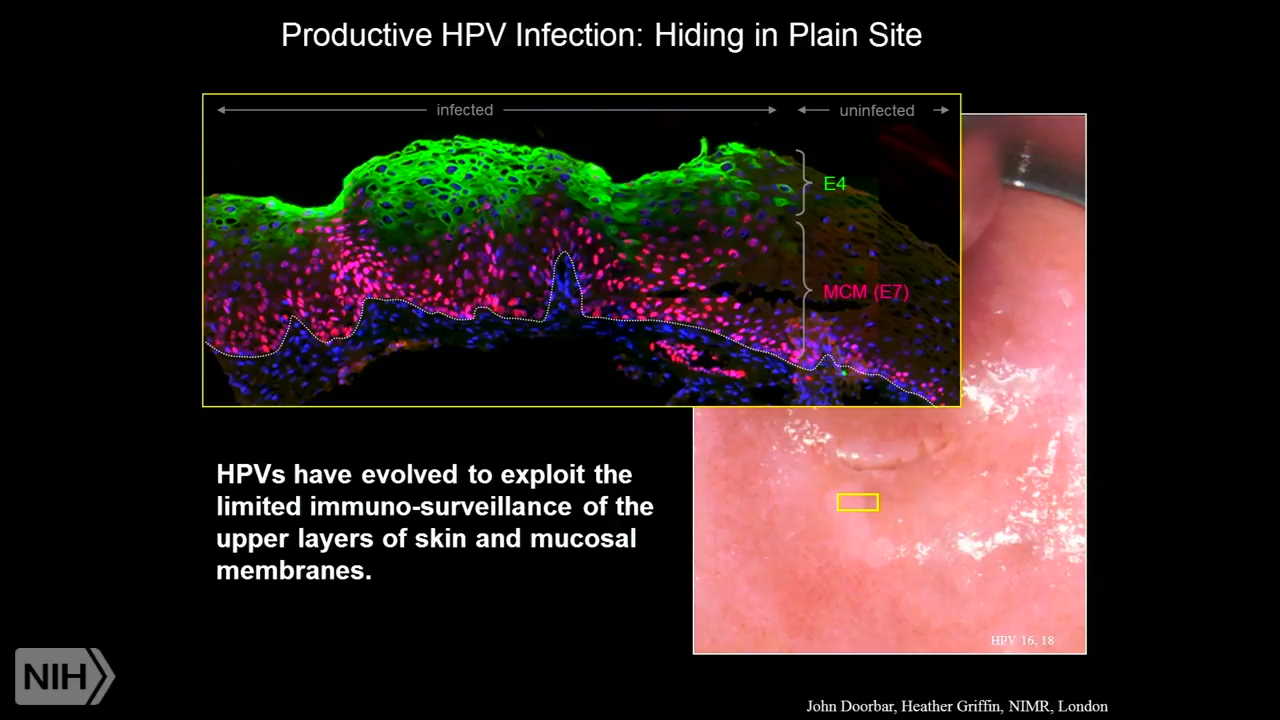 Productive HPV Infection: Hiding in Plain Site
infected
uninfected
E4
MCM (E7)
HPVs have evolved to exploit the
limited immuno-surveillance of the
upper layers of skin and mucosal
membranes.
HPV 16, 18
NIH
John Doorbar, Heather Griffin, NIMR, London